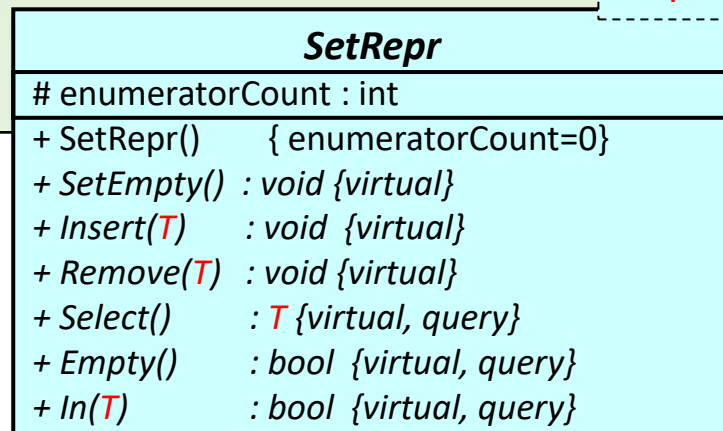 SetRepr
# enumeratorCount : int
+ SetRepr() { enumeratorCount=0}
+ SetEmpty() : void {virtual}
+ Insert(T) : void {virtual}
+ Remove(T) : void {virtual}
+ Select() : T {virtual, query}
+ Empty() : bool {virtual, query}
+ In(T) : bool {virtual, query}